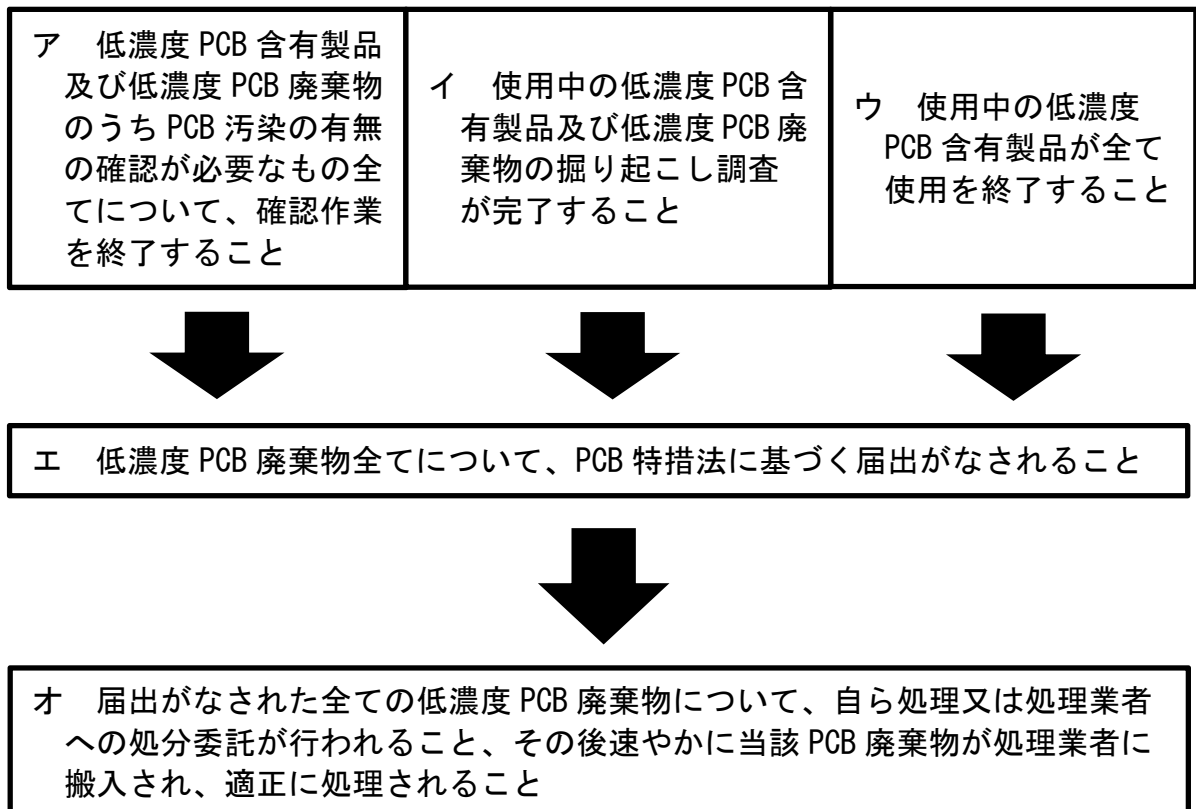 ア 低濃度 PCB 含有製品
及び低濃度 PCB 廃棄物
のうち PCB 汚染の有無
の確認が必要なもの全
てについて、確認作業
を終了すること
イ 使用中の低濃度 PCB 含
有製品及び低濃度 PCB 廃
棄物の掘り起こし調査
が完了すること
ウ 使用中の低濃度
PCB 含有製品が全て
使用を終了すること
エ 低濃度 PCB 廃棄物全てについて、PCB 特措法に基づく届出がなされること
オ 届出がなされた全ての低濃度 PCB 廃棄物について、自ら処理又は処理業者
への処分委託が行われること、その後速やかに当該 PCB 廃棄物が処理業者に
搬入され、適正に処理されること